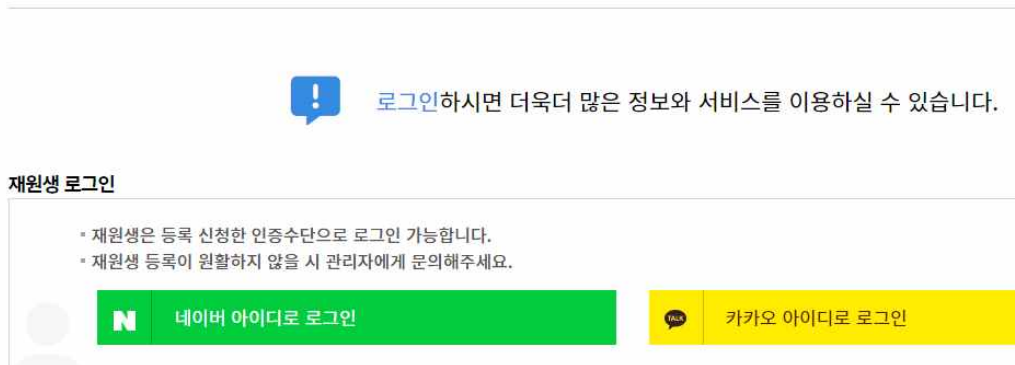 로그인하시면 더욱더 많은 정보와 서비스를 이용하실 수 있습니다.
재원생 로그인
재원생은 등록 신청한 인증수단으로 로그인 가능합니다.
재원생 등록이 원활하지 않을 시 관리자에게 문의해주세요.
N 네이버 아이디로 로그인
TALK 카카오 아이디로 로그인